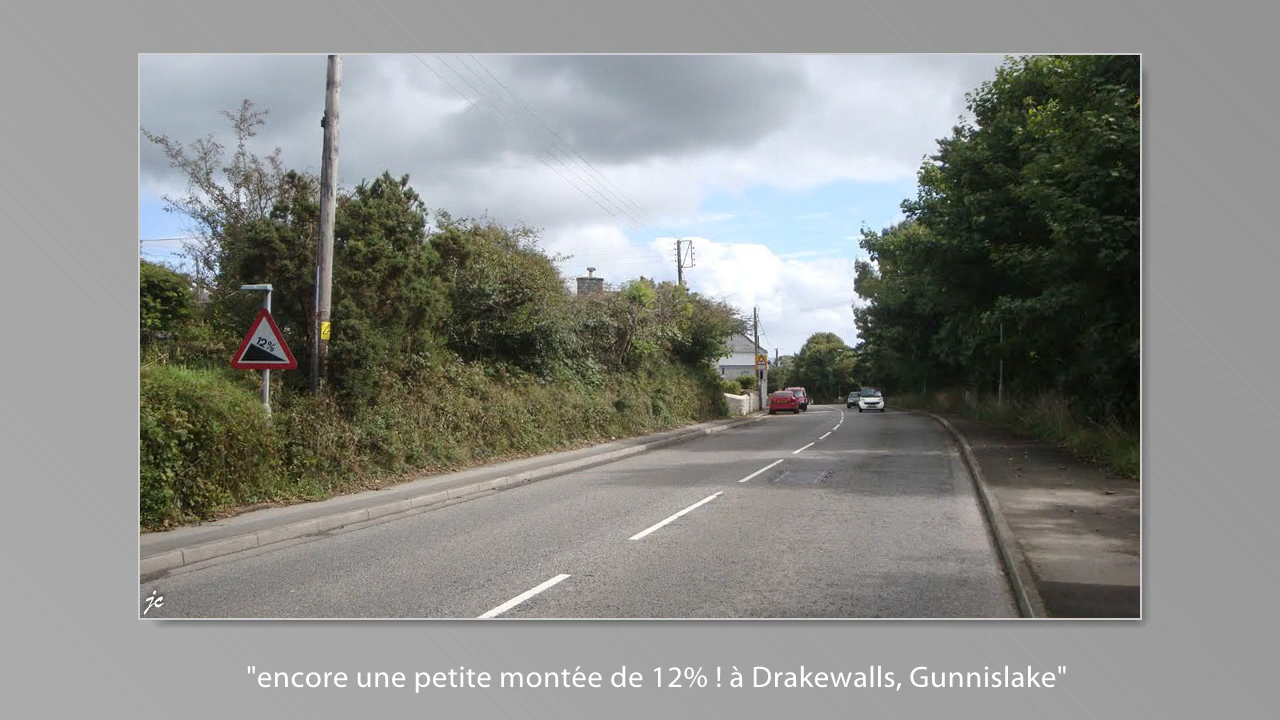 12%
jc
"encore une petite montée de 12% ! à Drakewalls, Gunnislake"